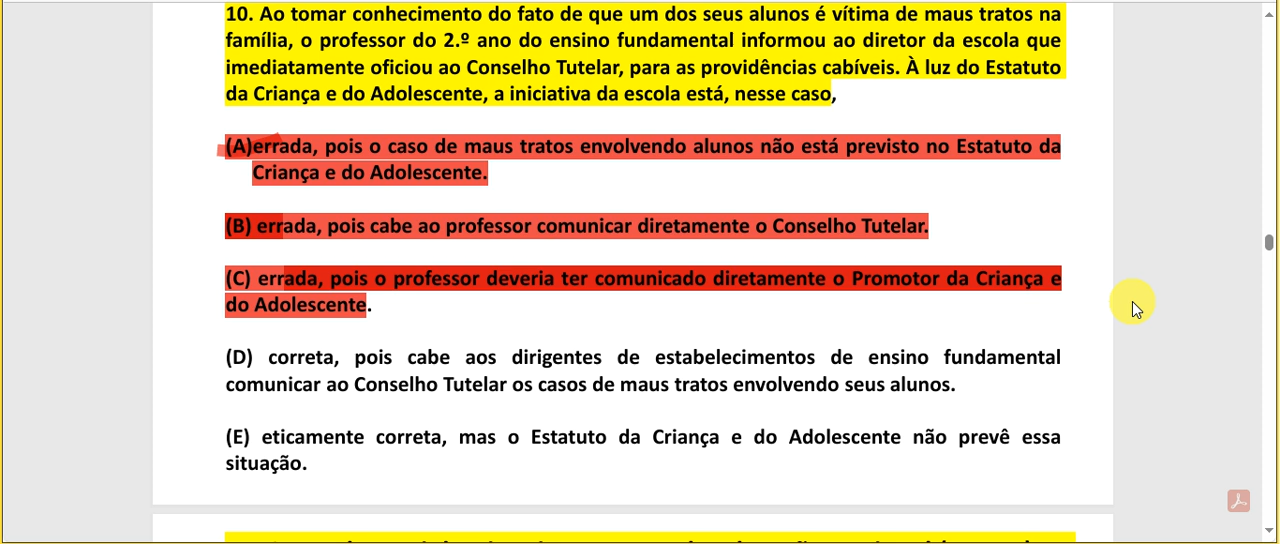 10. Ao tomar conhecimento do fato de que um dos seus alunos é vítima de maus tratos na
família, o professor do 2.º ano do ensino fundamental informou ao diretor da escola que
imediatamente oficiou ao Conselho Tutelar, para as providências cabíveis. À luz do Estatuto
da Criança e do Adolescente, a iniciativa da escola está, nesse caso,
(A)errada, pois o caso de maus tratos envolvendo alunos não está previsto no Estatuto da
Criança e do Adolescente.
(B) errada, pois cabe ao professor comunicar diretamente o Conselho Tutelar.
(C) errada, pois o professor deveria ter comunicado diretamente o Promotor da Criança e
do Adolescente.
(D) correta, pois cabe aos dirigentes de estabelecimentos de ensino fundamental
comunicar ao Conselho Tutelar os casos de maus tratos envolvendo seus alunos.
(E) eticamente correta, mas o Estatuto da Criança e do Adolescente não prevê essa
situação.